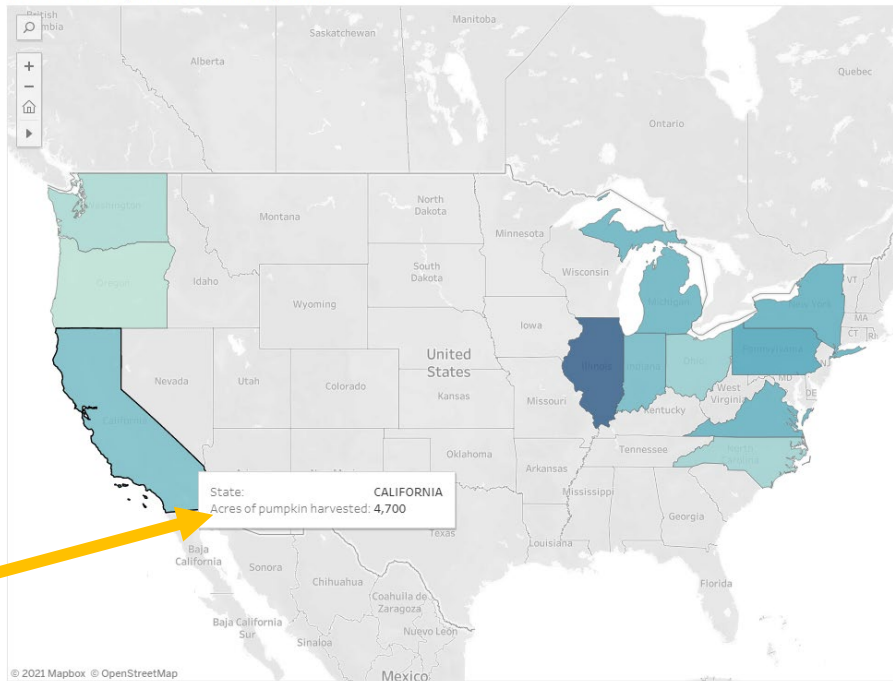 British
Columbia
Manitoba
Saskatchewan
Alberta
Quebec
Ontario
Washington
Montana
North
Dakota
Minnesota
Oregon
Idaho
South
Dakota
Wisconsin
Michigan
VT
New York
Wyoming
Iowa
MA
CT
Nevada
Utah
Colorado
United
States
Kansas
Missouri
Illinois
Indiana
Ohio
Pennsylvania
NJ
MD
DE
West
Virginia
Kentucky
California
Oklahoma
Arkansas
Tennessee
North
Carolina
Mississippi
Georgia
State: CALIFORNIA
Acres of pumpkin harvested: 4,700
Texas
Louisiana
Florida
Baja
California
Sonora
Chihuahua
Coahuila de
Zaragoza
Baja California
Sur
Sinaloa
Nuevo León
Mexico
© 2021 Mapbox © OpenStreetMap